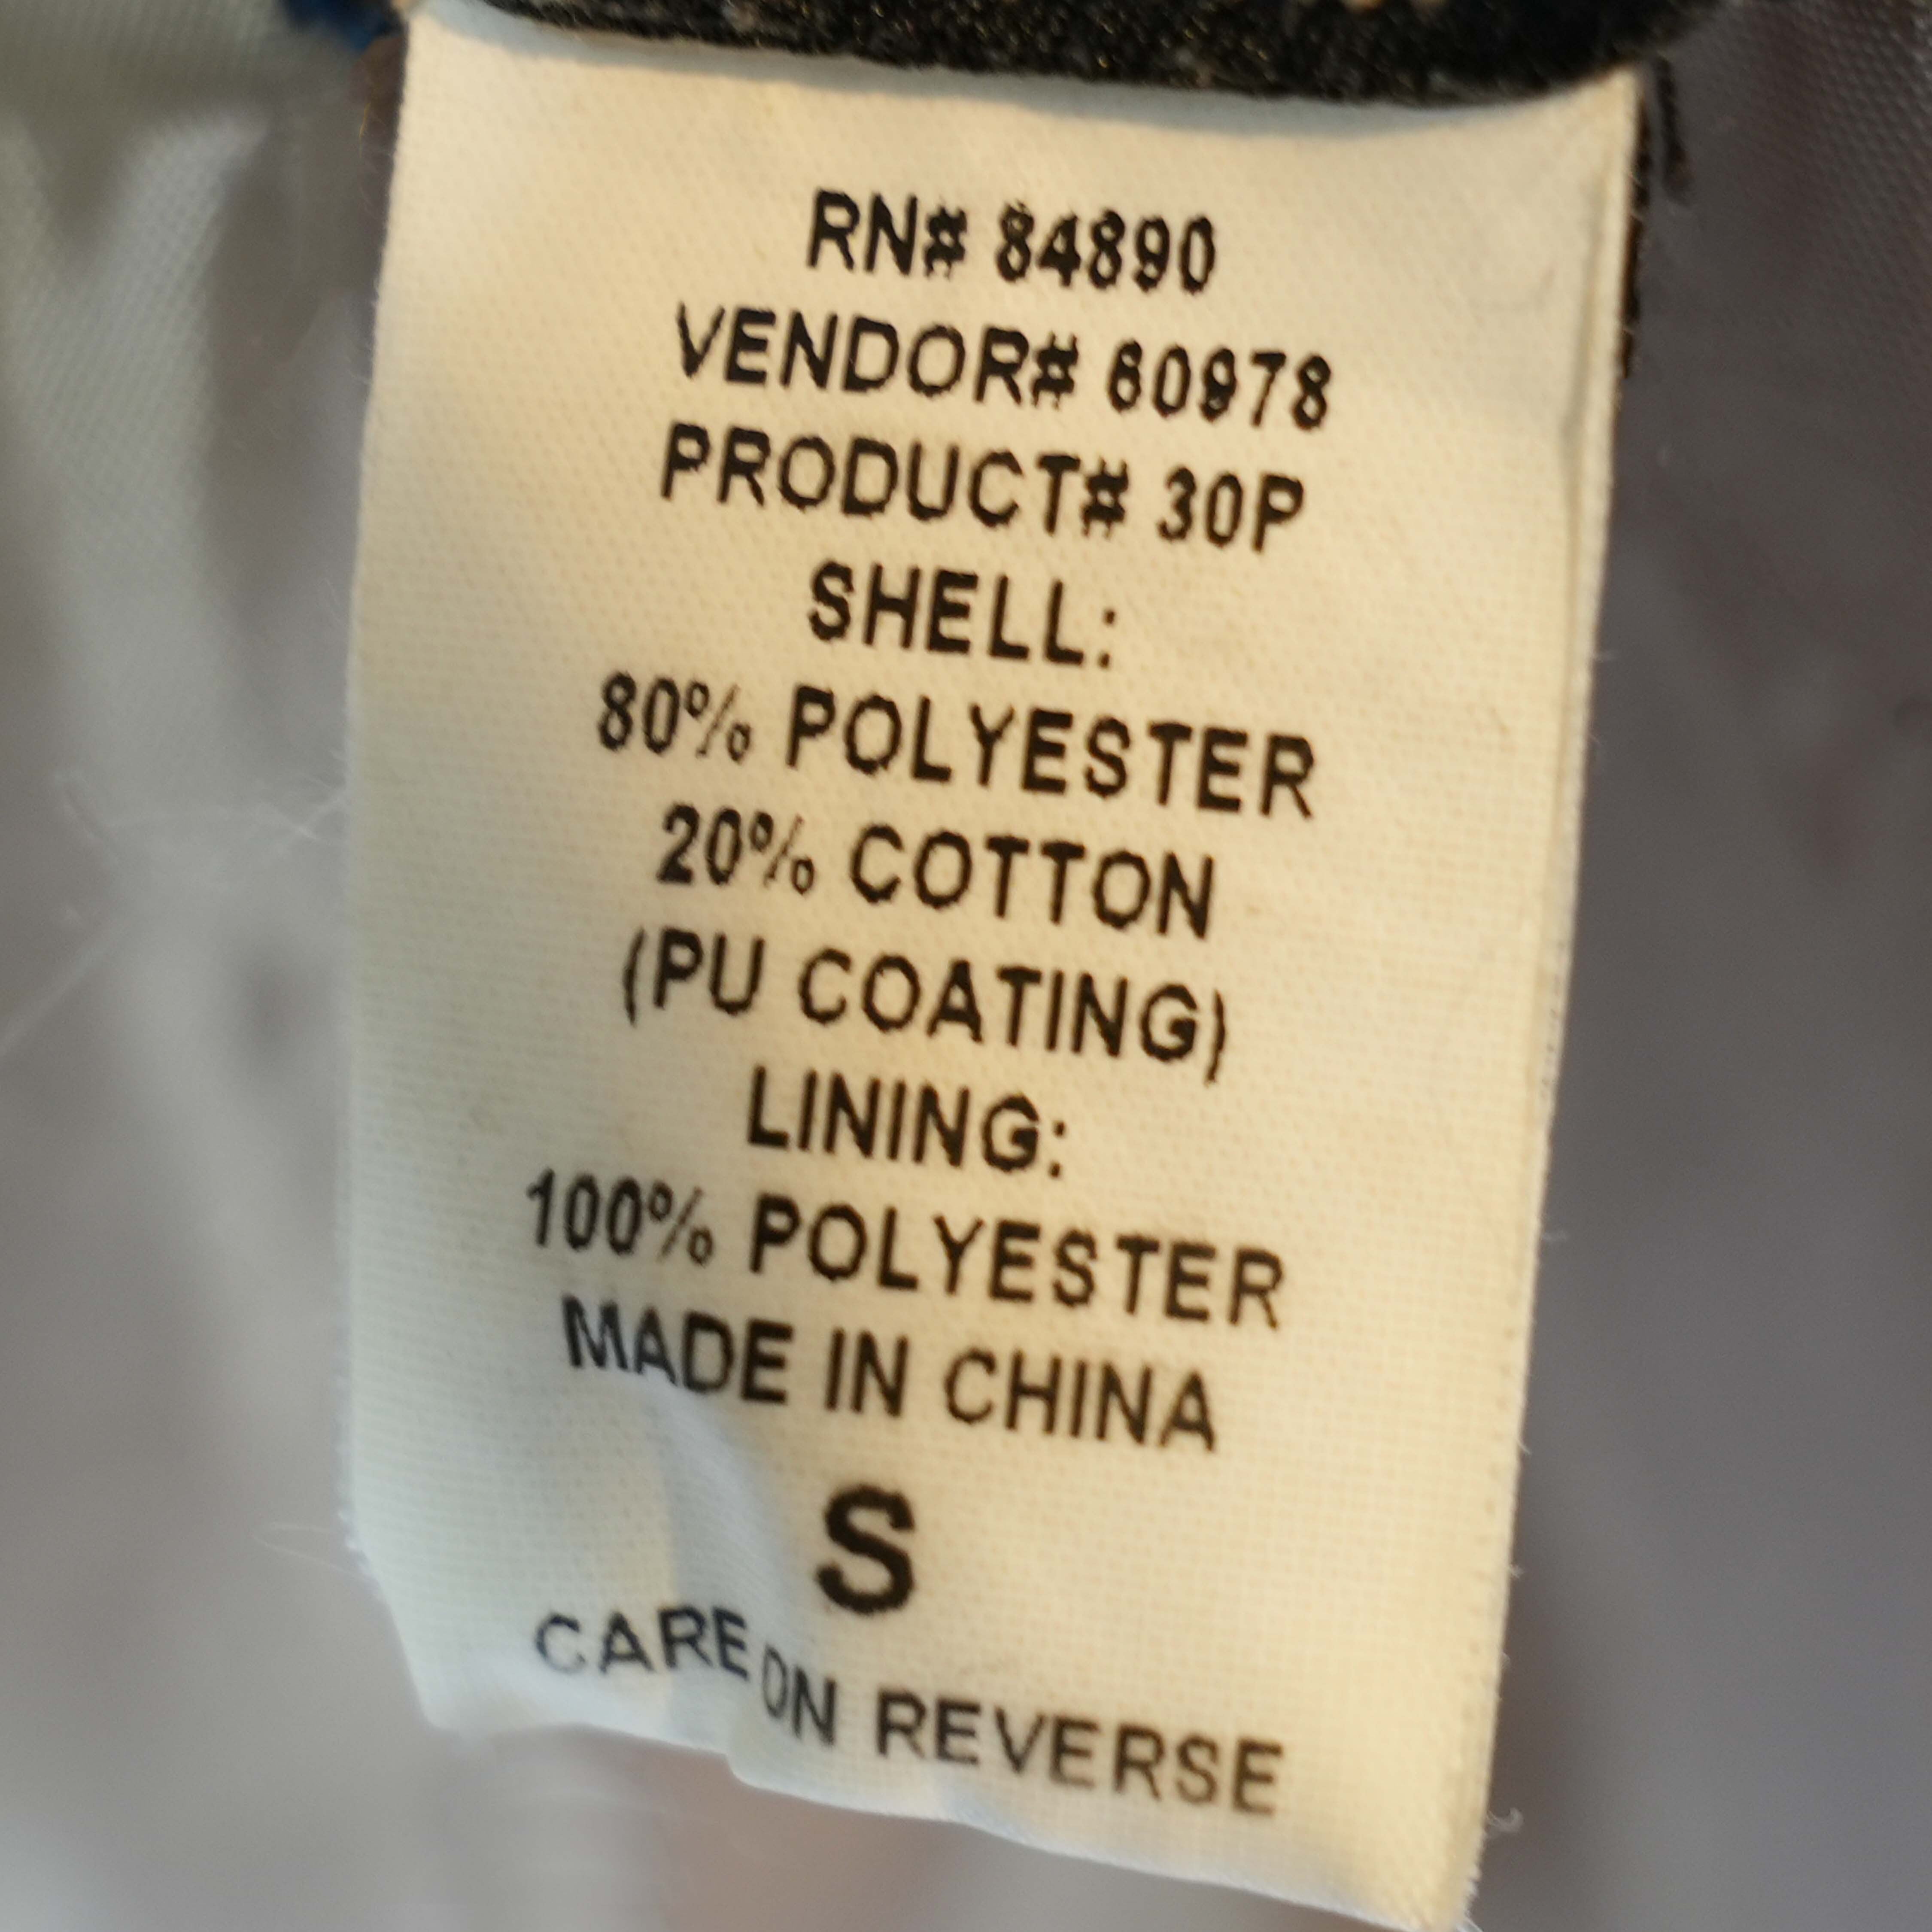 RN# 84890
VENDOR# 60978
PRODUCT# 30P
SHELL:
80% POLYESTER
20% COTTON
(PU COATING)
LINING:
100% POLYESTER
MADE IN CHINA
S
CARE ON REVERSE